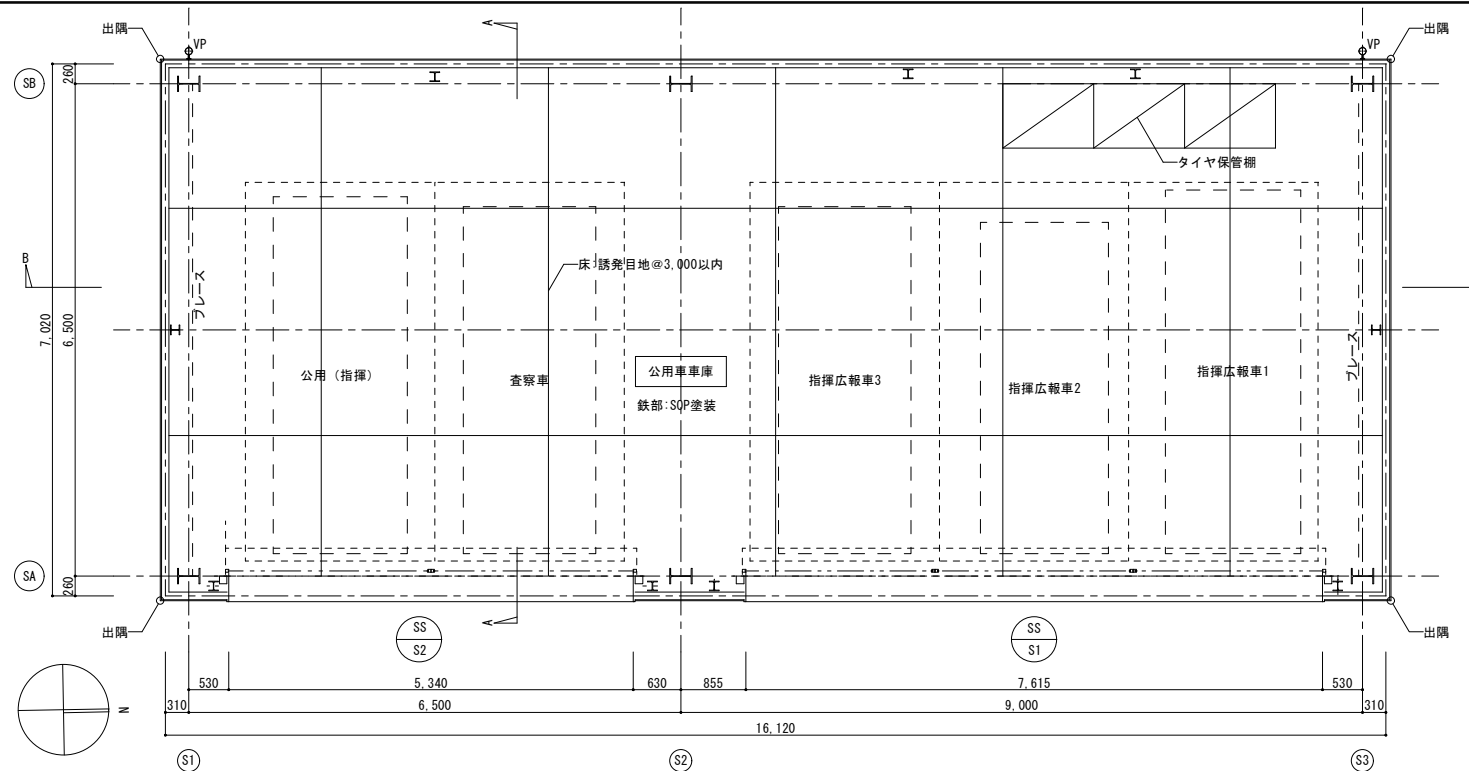 出隅
VP
A
VP
出隅
SB
260
タイヤ保管棚
B
ブレース
床:誘発目地@3,000以内
7,020
6,500
ブレース
公用（指揮）
査察車
公用車車庫
指揮広報車3
指揮広報車2
指揮広報車1
鉄部:SOP塗装
SA
260
出隅
A
SS
S2
SS
S1
出隅
530
5,340
630
855
7,615
530
310
6,500
9,000
310
16,120
N
S1
S2
S3